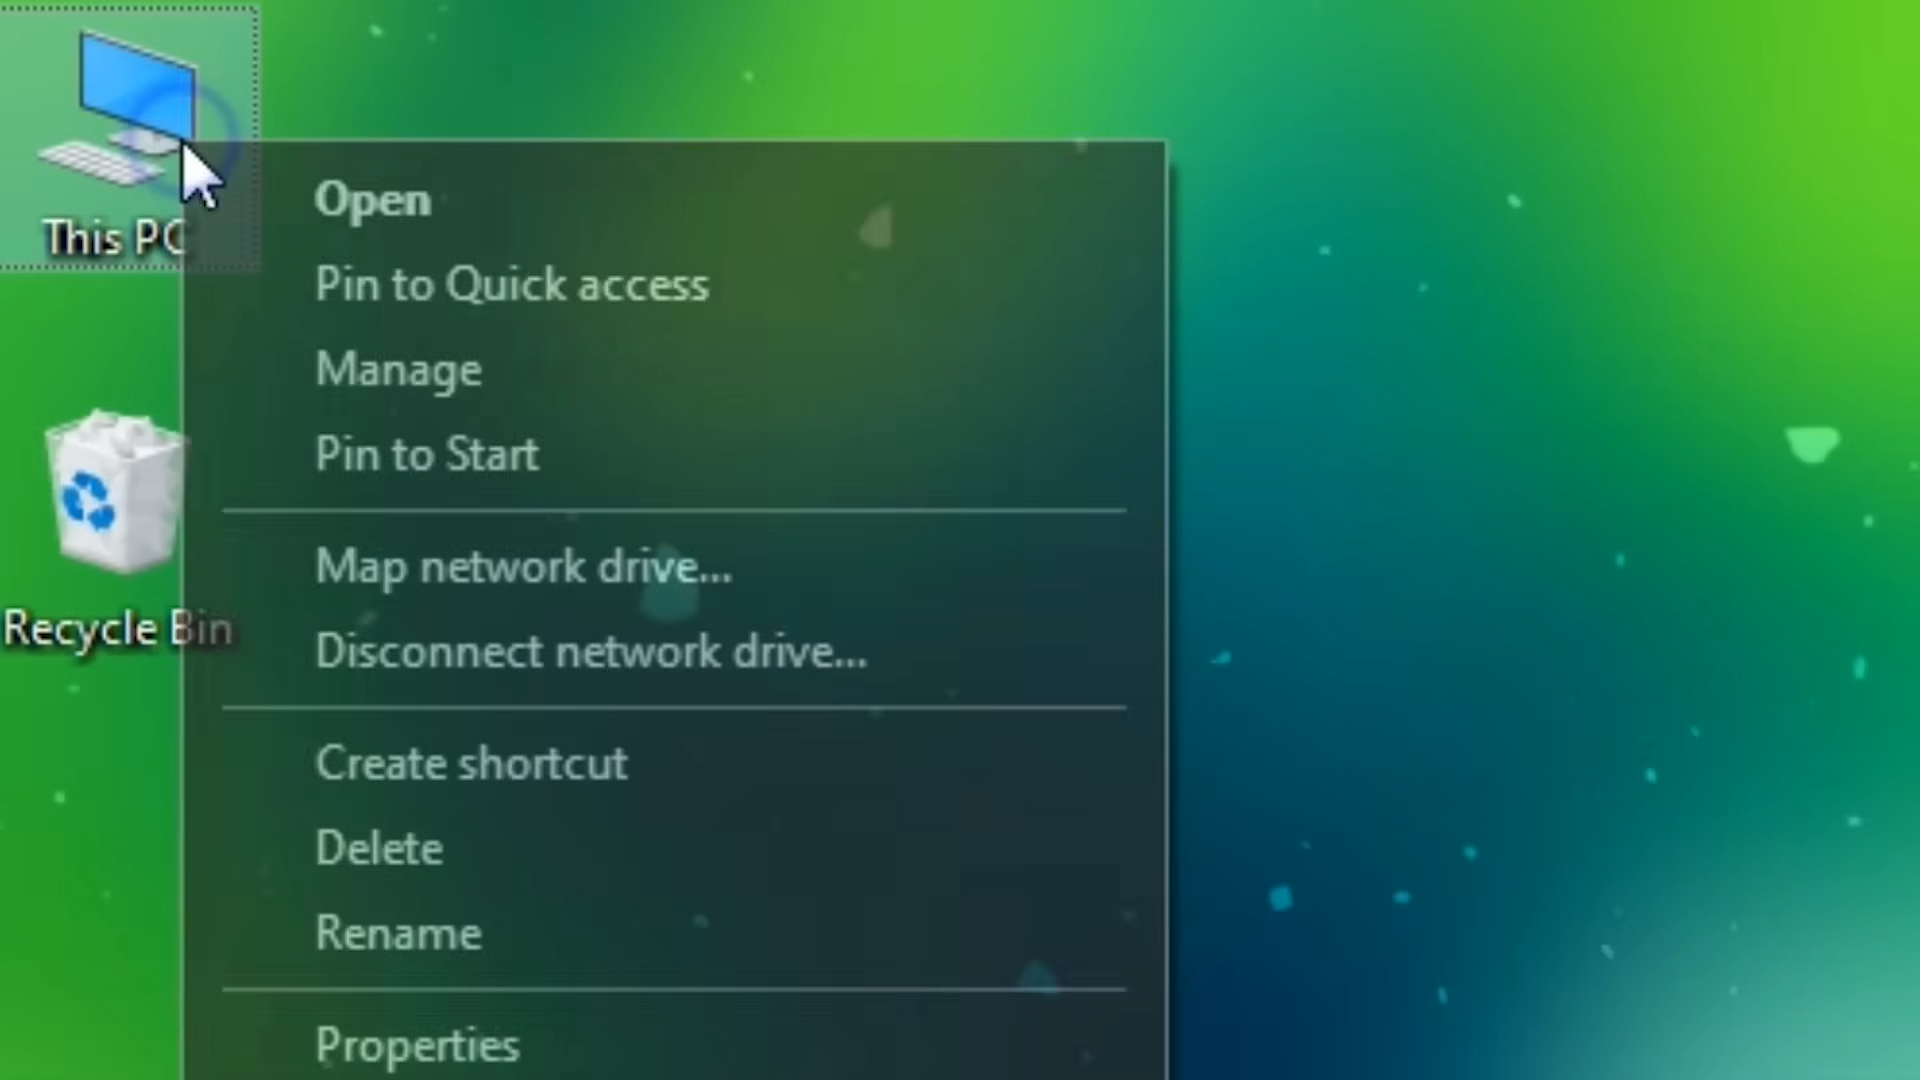 This PC
Recycle Bin
Open
Pin to Quick access
Manage
Pin to Start
Map network drive...
Disconnect network drive...
Create shortcut
Delete
Rename
Properties